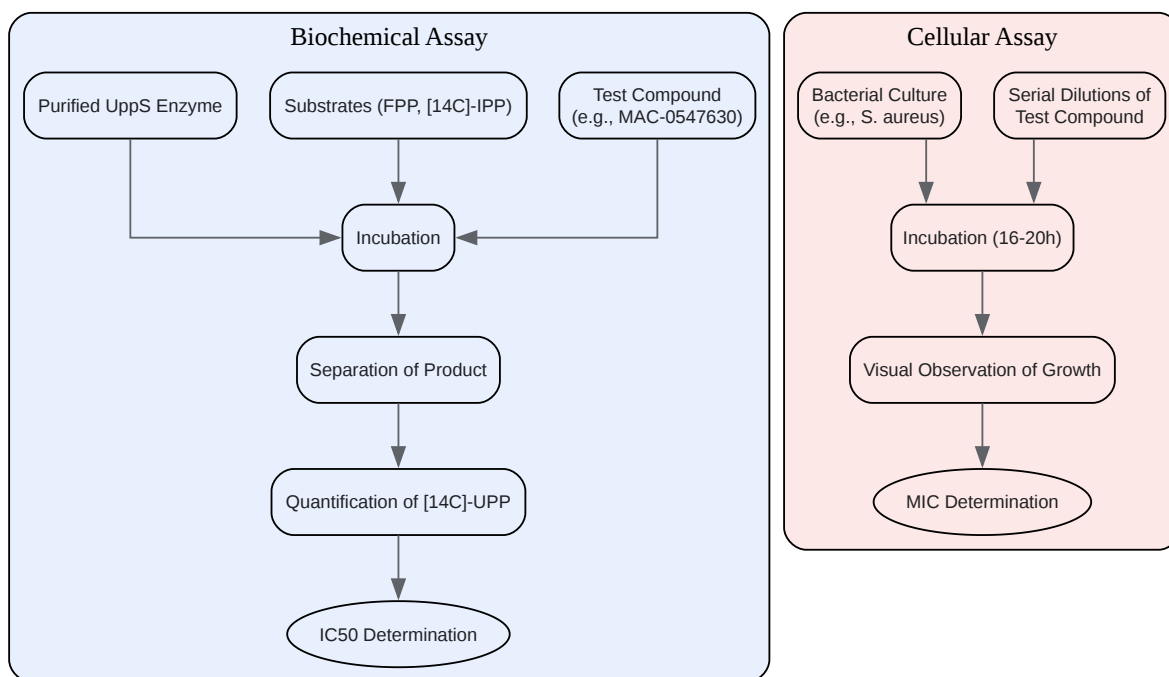 Biochemical Assay
Purified UppS Enzyme
Substrates (FPP, [14C]-IPP)
Test Compound
(e.g., MAC-0547630)
Incubation
Separation of Product
Quantification of [14C]-UPP
IC50 Determination
Cellular Assay
Bacterial Culture
(e.g., S. aureus)
Serial Dilutions of
Test Compound
Incubation (16-20h)
Visual Observation of Growth
MIC Determination